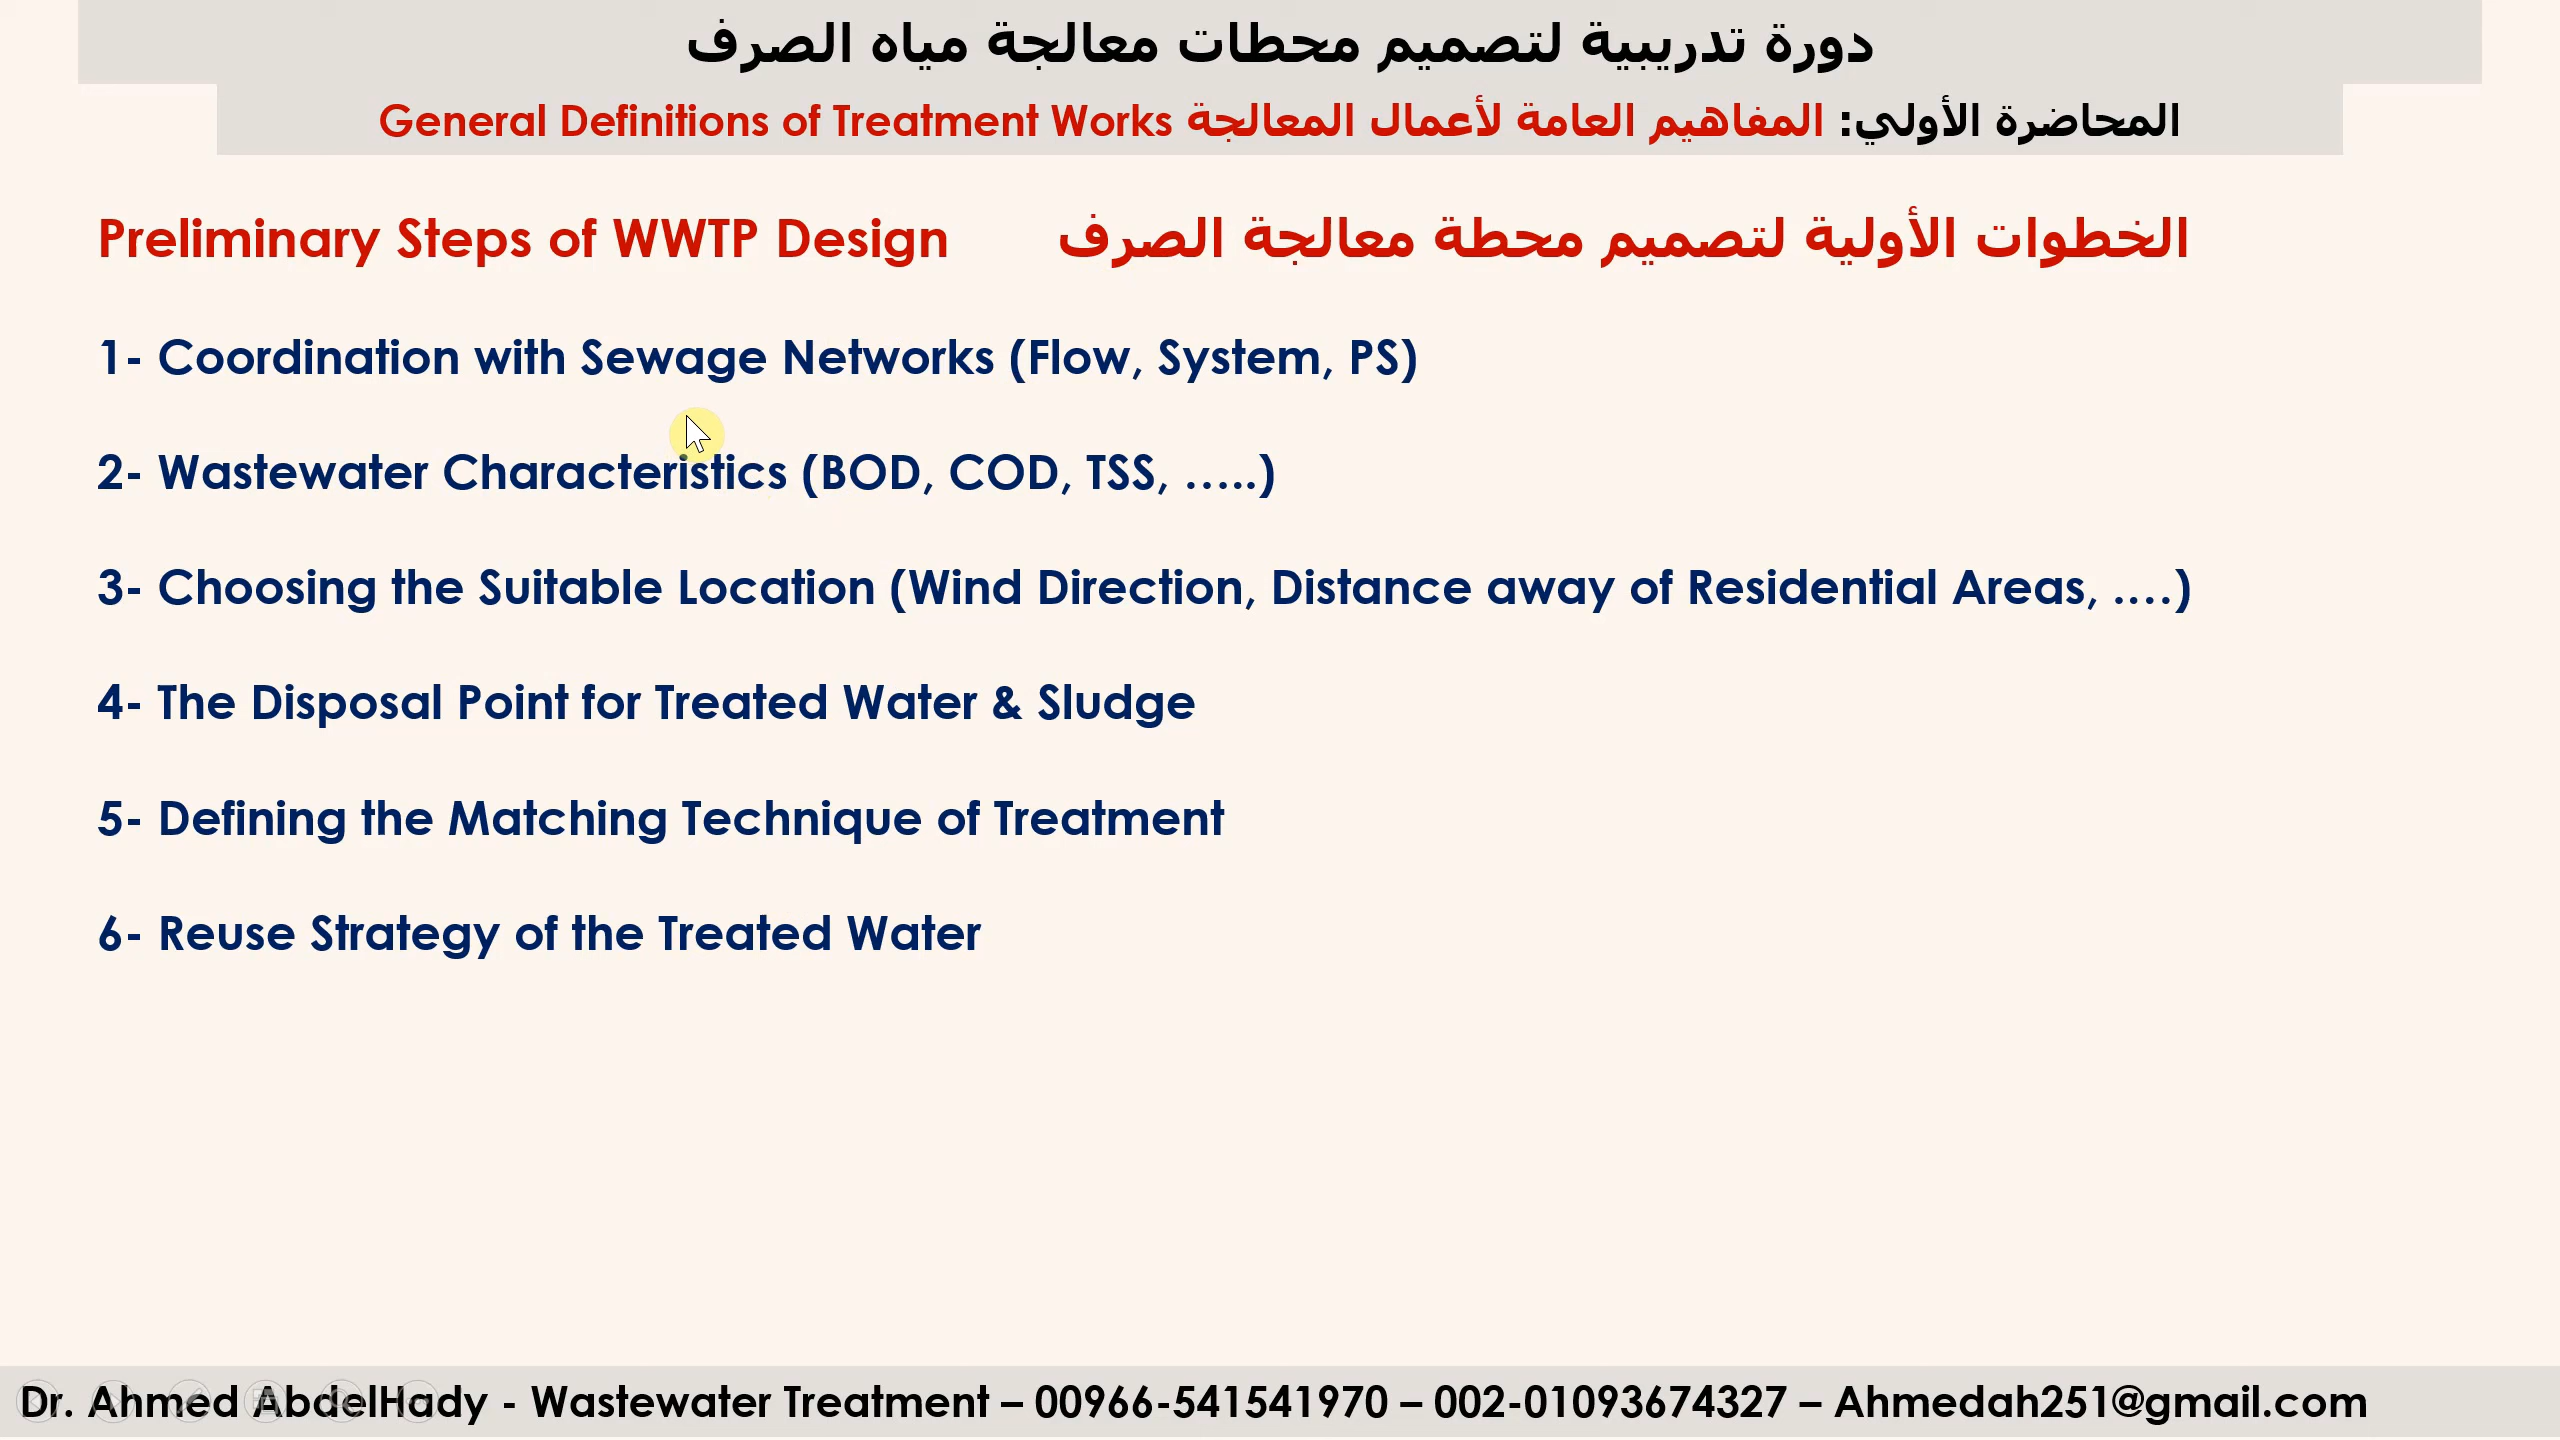 دورة تدريبية لتصميم محطات معالجة مياه الصرف
المحاضرة الأولي: المفاهيم العامة لأعمال المعالجة General Definitions of Treatment Works
Preliminary Steps of WWTP Design الخطوات الأولية لتصميم محطة معالجة الصرف
1- Coordination with Sewage Networks (Flow, System, PS)
2- Wastewater Characteristics (BOD, COD, TSS, …..)
3- Choosing the Suitable Location (Wind Direction, Distance away of Residential Areas, ….)
4- The Disposal Point for Treated Water & Sludge
5- Defining the Matching Technique of Treatment
6- Reuse Strategy of the Treated Water
Dr. Ahmed AbdelHady - Wastewater Treatment – 00966-541541970 – 002-01093674327 – Ahmedah251@gmail.com